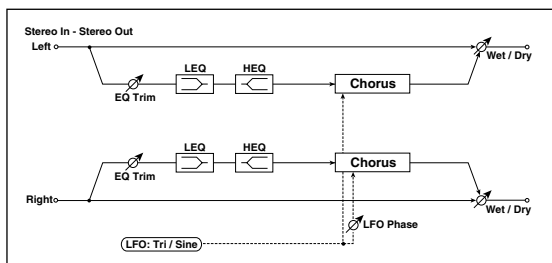 Stereo In - Stereo Out
Left
Wet / Dry
LEQ
HEQ
Chorus
EQ Trim
LEQ
HEQ
Chorus
EQ Trim
Right
Wet / Dry
LFO Phase
LFO: Tri / Sine